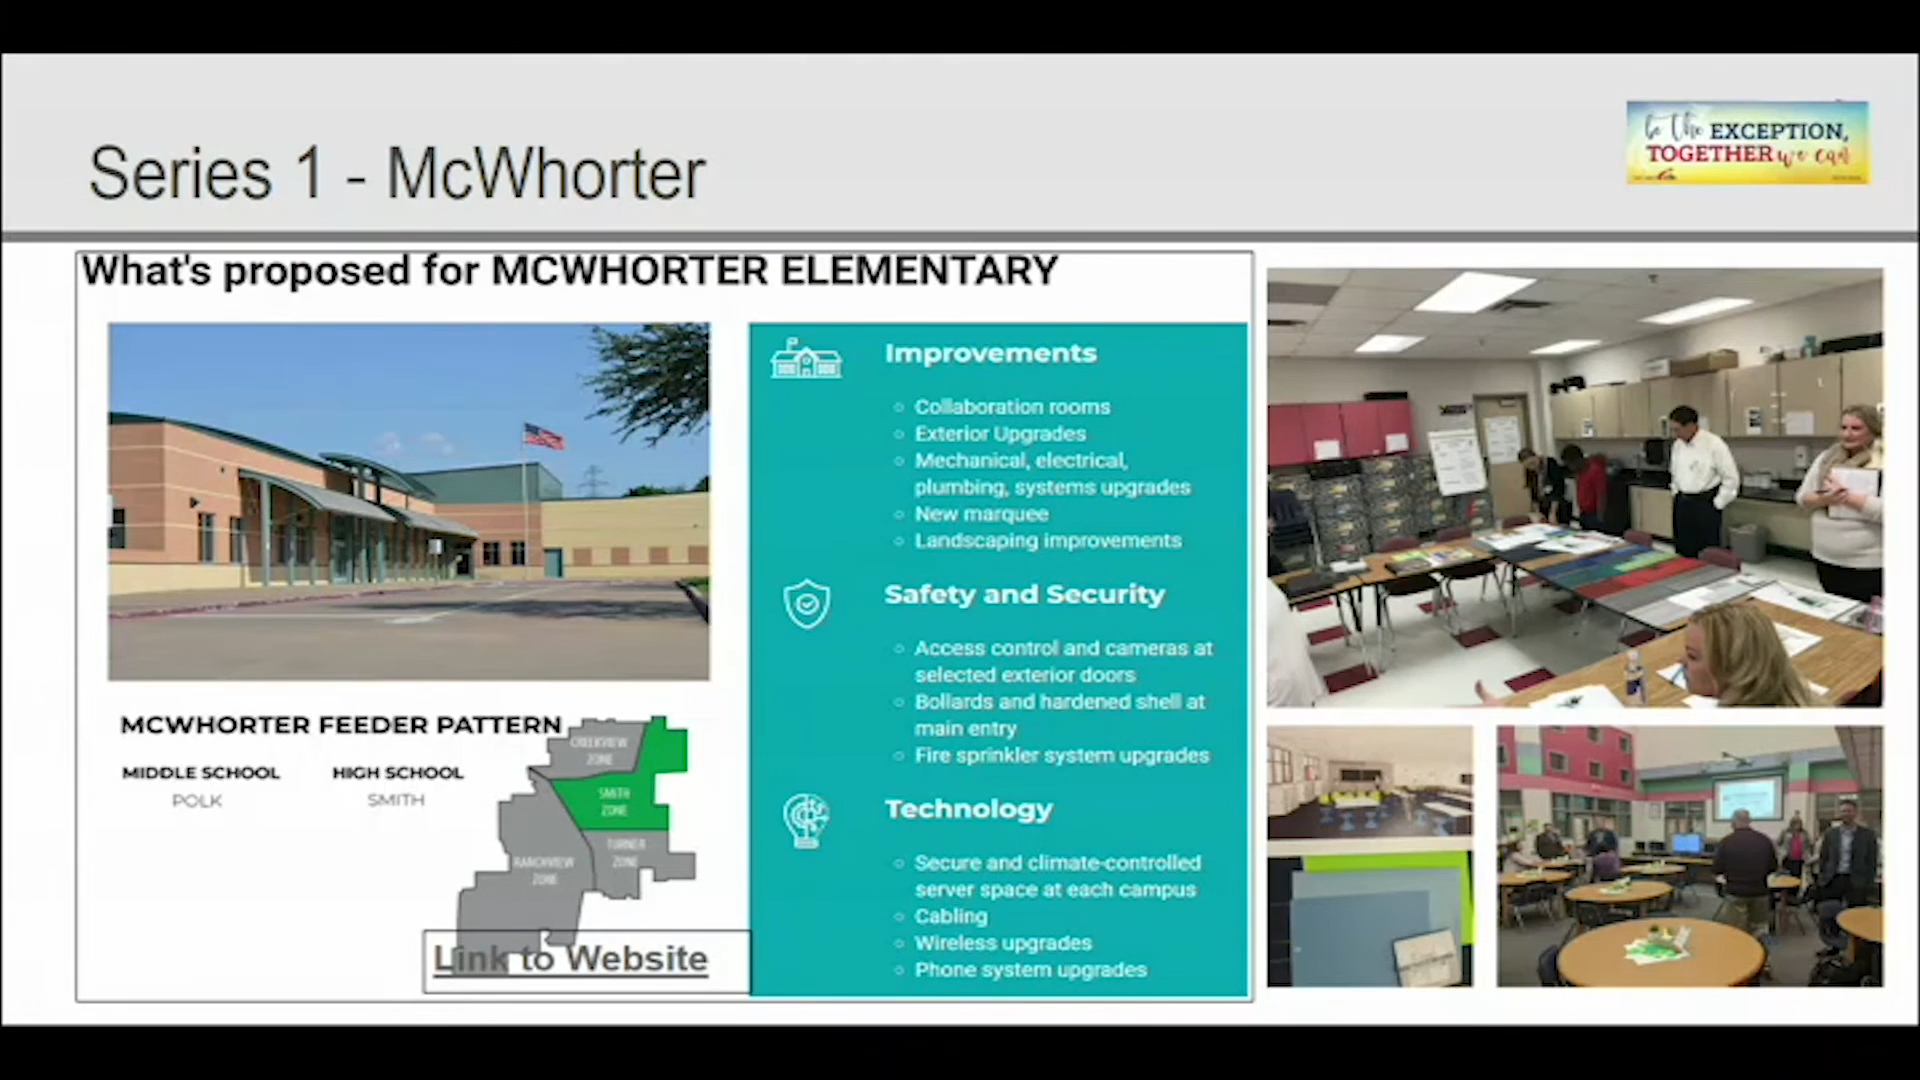 Series 1 - McWhorter
be the EXCEPTION,
TOGETHER we can
What's proposed for MCWHORTER ELEMENTARY
MCWHORTER FEEDER PATTERN
MIDDLE SCHOOL
POLK
HIGH SCHOOL
SMITH
CREEKVIEW
ZONE
SMITH
ZONE
TURNER
ZONE
RANCHVIEW
ZONE
Link to Website
Improvements
Collaboration rooms
Exterior Upgrades
Mechanical, electrical,
plumbing, systems upgrades
New marquee
Landscaping improvements
Safety and Security
Access control and cameras at
selected exterior doors
Bollards and hardened shell at
main entry
Fire sprinkler system upgrades
Technology
Secure and climate-controlled
server space at each campus
Cabling
Wireless upgrades
Phone system upgrades